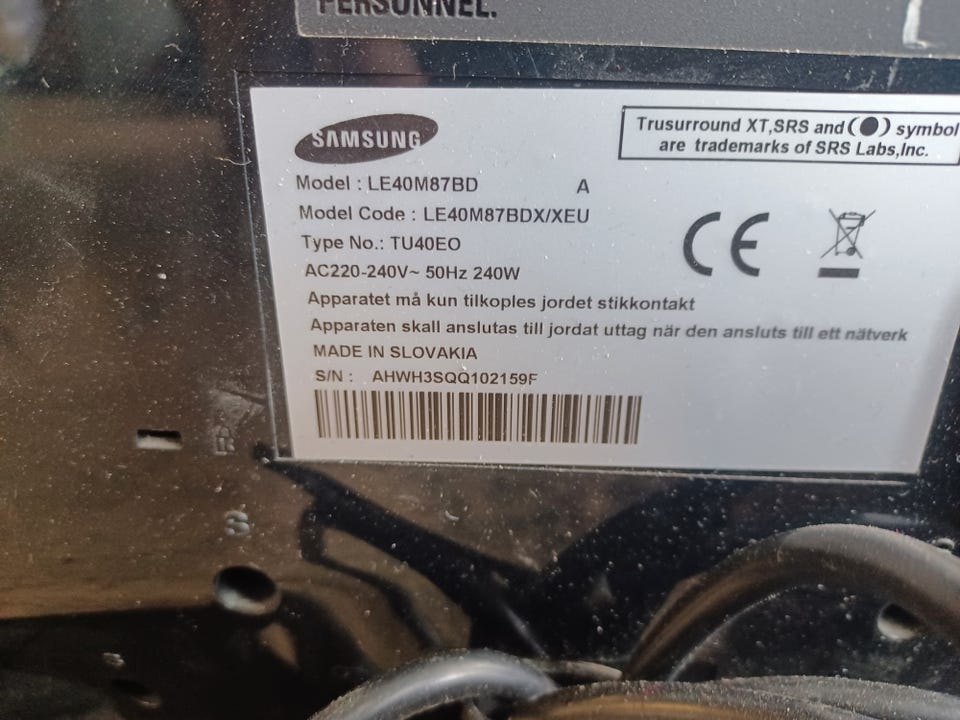 PERSONNEL.
SAMSUNG
Trusurround XT,SRS and (●) symbol
are trademarks of SRS Labs,Inc.
Model : LE40M87BD A
Model Code : LE40M87BDX/XEU
Type No.: TU40EO
AC220-240V~ 50Hz 240W
Apparatet må kun tilkoples jordet stikkontakt
Apparaten skall anslutas till jordat uttag när den ansluts till ett nätverk
MADE IN SLOVAKIA
S/N : AHWH3SQQ102159F
CE
S